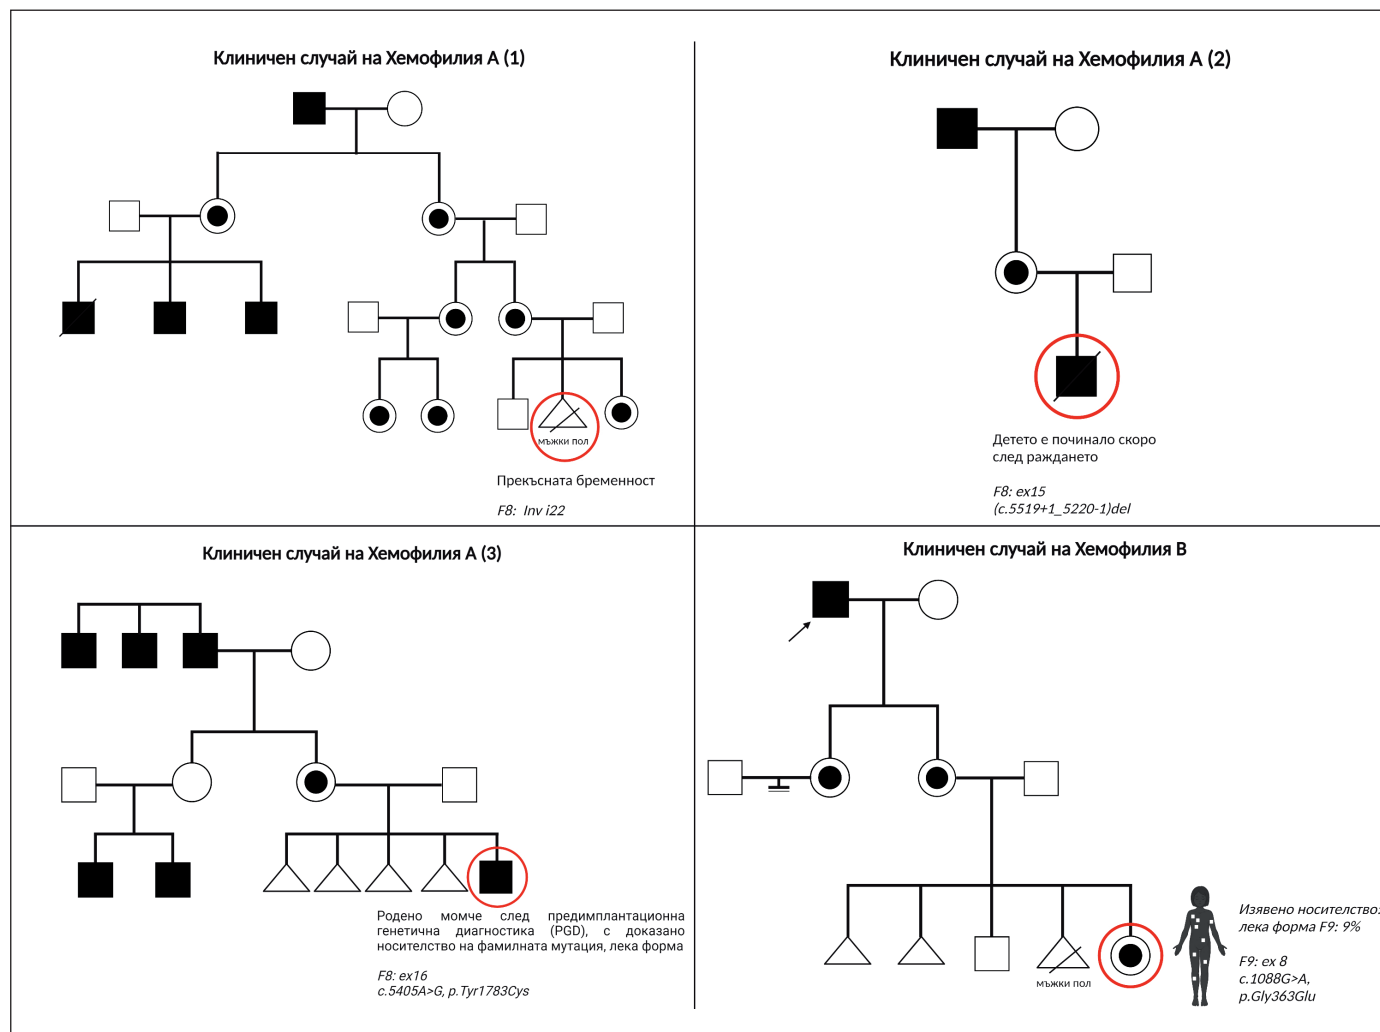 Клиничен случай на Хемофилия А (1)
мъжки пол
Прекъсната бременност
F8: Inv i22
Клиничен случай на Хемофилия А (2)
Детето е починало скоро
след раждането
F8: ex15
(c.5519+1_5220-1)del
Клиничен случай на Хемофилия А (3)
Родено момче след предимплантационна
генетична диагностика (PGD), с доказано
носителство на фамилната мутация, лека форма
F8: ex16
c.5405A>G, p.Tyr1783Cys
Клиничен случай на Хемофилия В
мъжки пол
Изявено носителство:
лека форма F9: 9%
F9: ex 8
c.1088G>A,
p.Gly363Glu